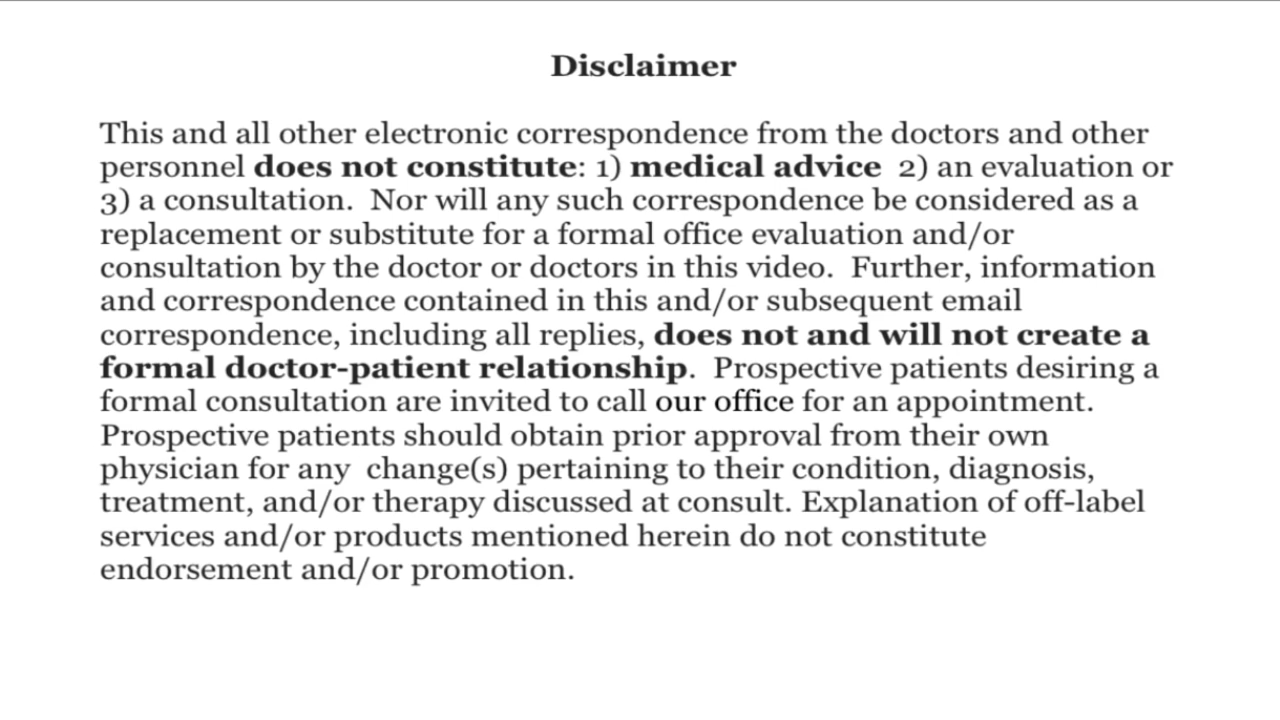 Disclaimer
This and all other electronic correspondence from the doctors and other
personnel does not constitute: 1) medical advice  2) an evaluation or
3) a consultation.  Nor will any such correspondence be considered as a
replacement or substitute for a formal office evaluation and/or
consultation by the doctor or doctors in this video.  Further, information
and correspondence contained in this and/or subsequent email
correspondence, including all replies, does not and will not create a
formal doctor-patient relationship.  Prospective patients desiring a
formal consultation are invited to call our office for an appointment.
Prospective patients should obtain prior approval from their own
physician for any  change(s) pertaining to their condition, diagnosis,
treatment, and/or therapy discussed at consult. Explanation of off-label
services and/or products mentioned herein do not constitute
endorsement and/or promotion.